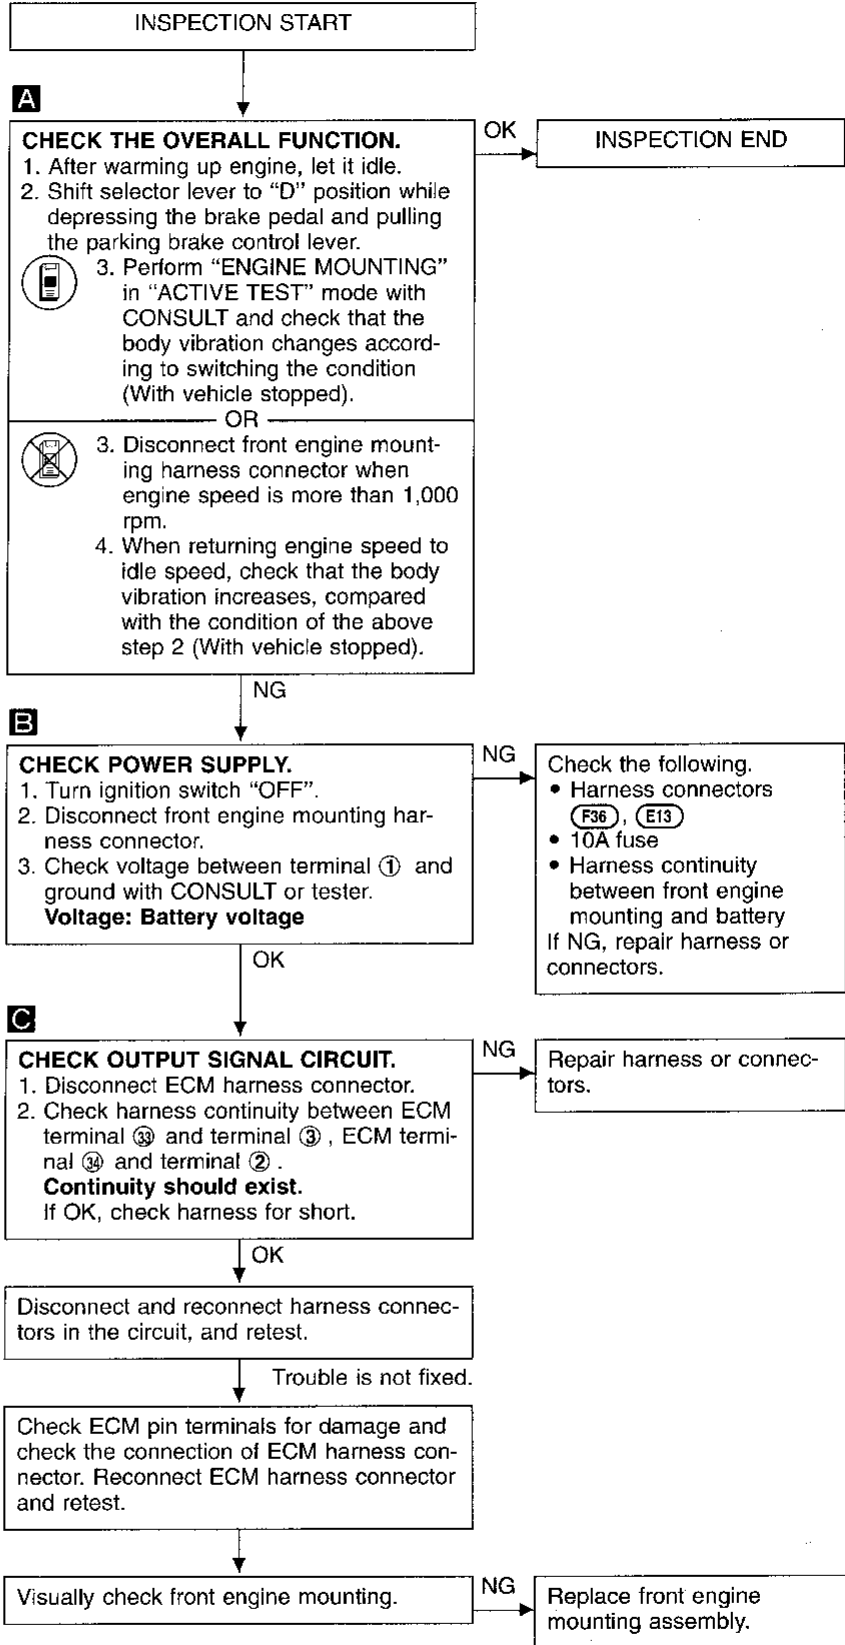 INSPECTION START
A
CHECK THE OVERALL FUNCTION.
1. After warming up engine, let it idle.
2. Shift selector lever to “D” position while
depressing the brake pedal and pulling
the parking brake control lever.
3. Perform “ENGINE MOUNTING”
in “ACTIVE TEST” mode with
CONSULT and check that the
body vibration changes accord-
ing to switching the condition
(With vehicle stopped).
OR
3. Disconnect front engine mount-
ing harness connector when
engine speed is more than 1,000
rpm.
4. When returning engine speed to
idle speed, check that the body
vibration increases, compared
with the condition of the above
step 2 (With vehicle stopped).
OK
INSPECTION END
NG
B
CHECK POWER SUPPLY.
1. Turn ignition switch “OFF”.
2. Disconnect front engine mounting har-
ness connector.
3. Check voltage between terminal ① and
ground with CONSULT or tester.
Voltage: Battery voltage
NG
Check the following.
• Harness connectors
F36, E13
• 10A fuse
• Harness continuity
between front engine
mounting and battery
If NG, repair harness or
connectors.
OK
C
CHECK OUTPUT SIGNAL CIRCUIT.
1. Disconnect ECM harness connector.
2. Check harness continuity between ECM
terminal ㉝ and terminal ③ , ECM termi-
nal ㉞ and terminal ② .
Continuity should exist.
If OK, check harness for short.
NG
Repair harness or connec-
tors.
OK
Disconnect and reconnect harness connec-
tors in the circuit, and retest.
Trouble is not fixed.
Check ECM pin terminals for damage and
check the connection of ECM harness con-
nector. Reconnect ECM harness connector
and retest.
Visually check front engine mounting.
NG
Replace front engine
mounting assembly.